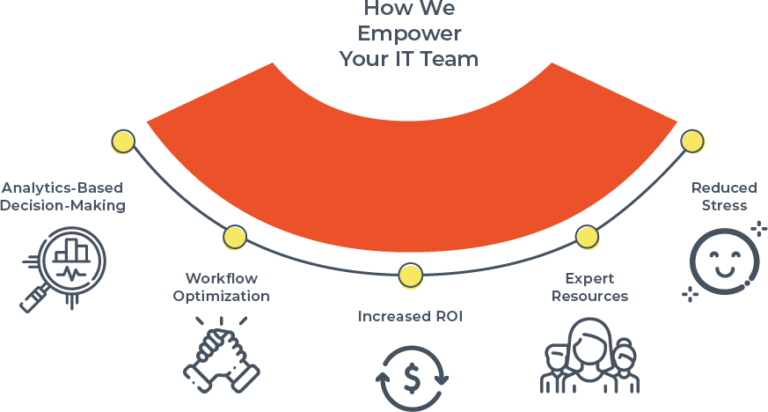 How We
Empower
Your IT Team
Analytics-Based
Decision-Making
Workflow
Optimization
Increased ROI
$
Expert
Resources
Reduced
Stress